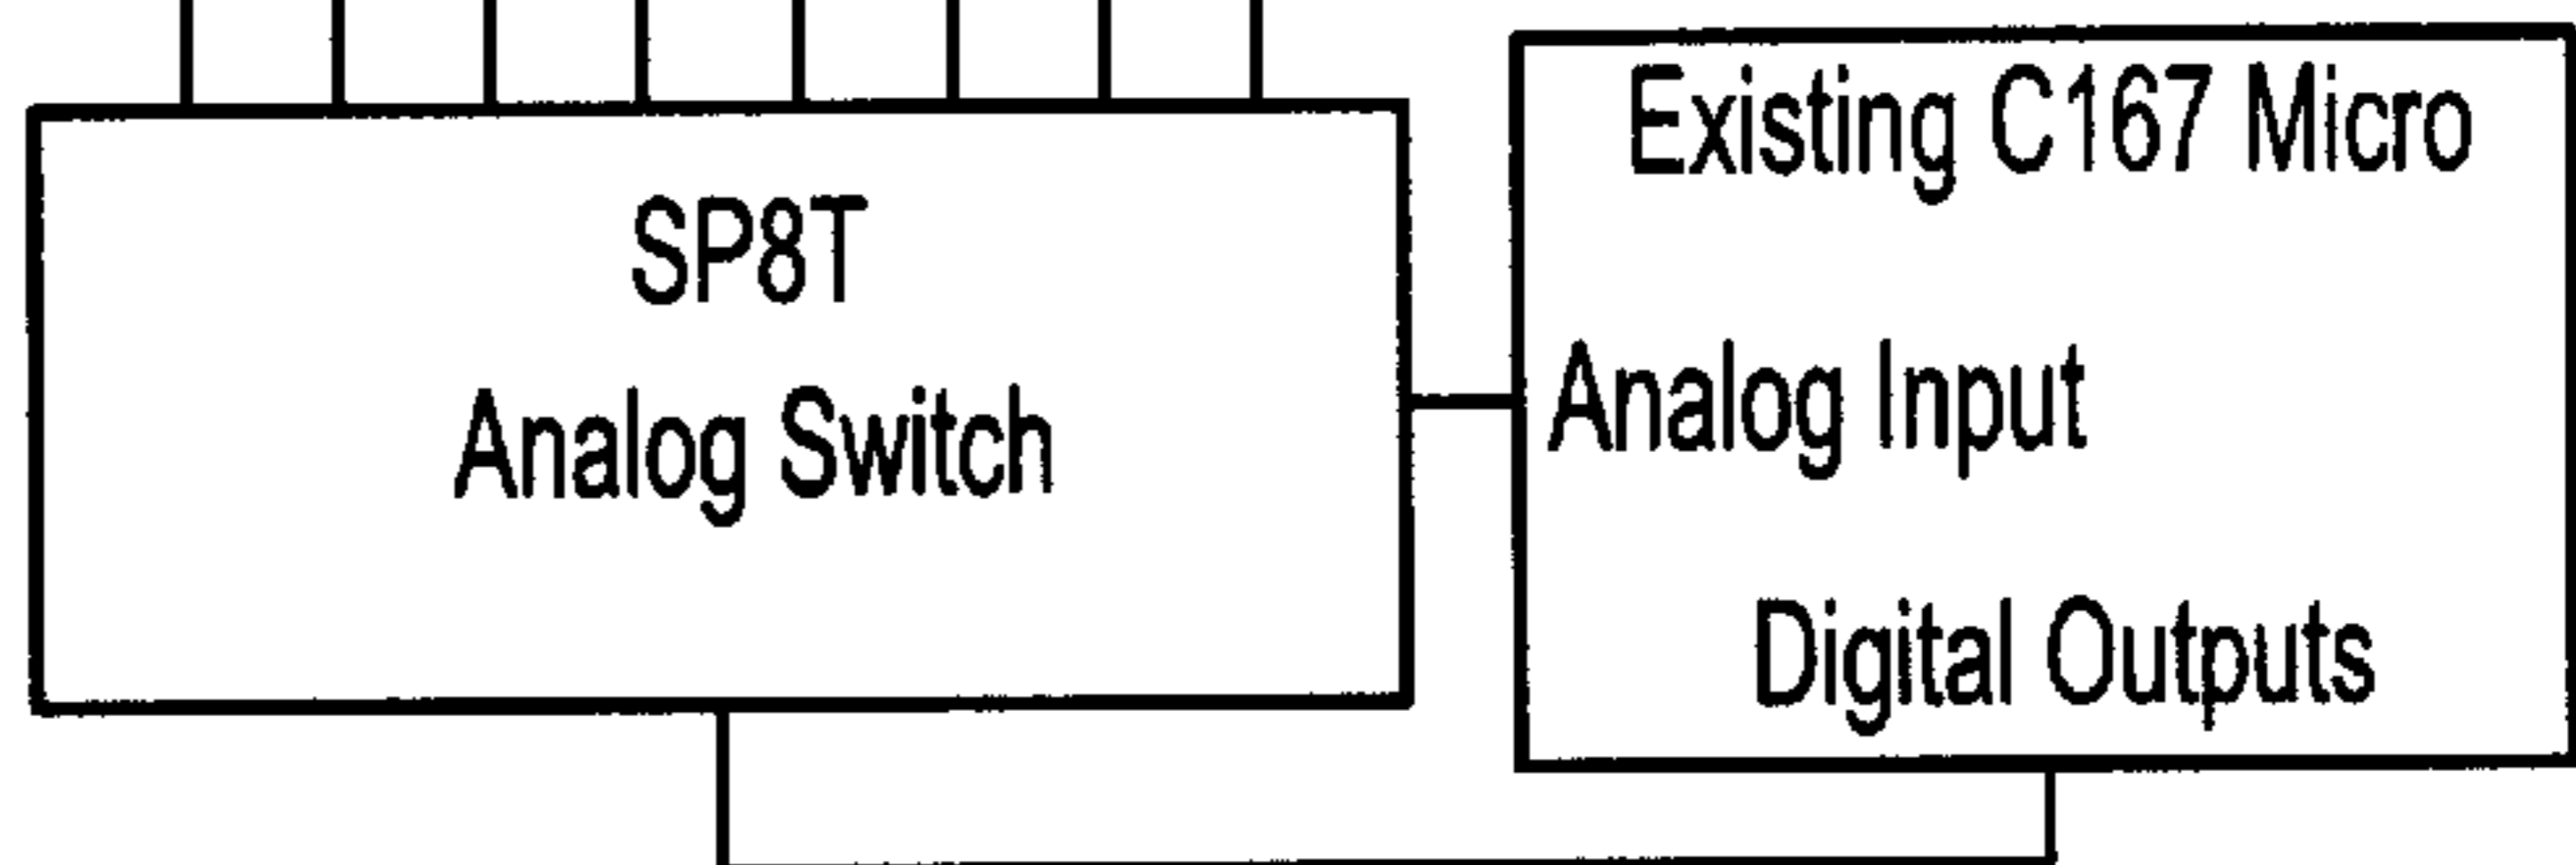 SP8T
Analog Switch
Existing C167 Micro
Analog Input
Digital Outputs